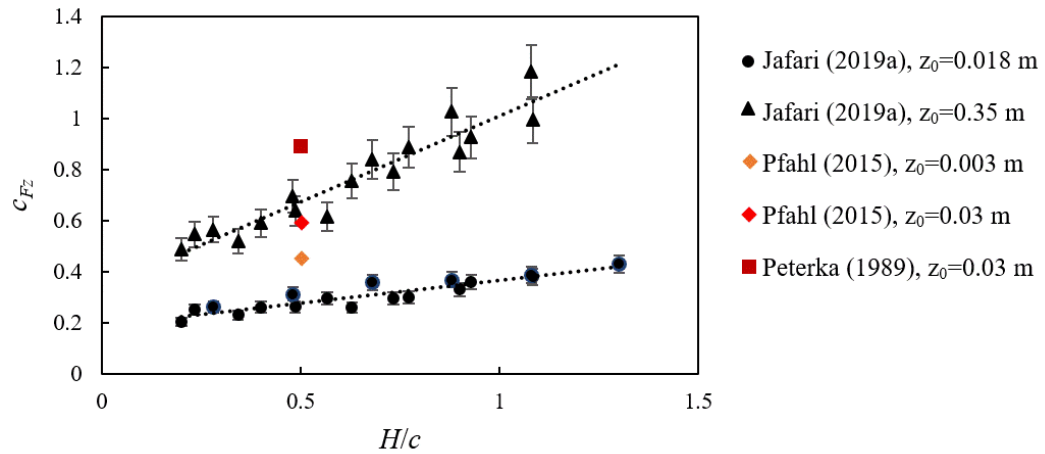 1.4
1.2
1
0.8
0.6
0.4
0.2
0
c_Fz
0 0.5 1 1.5
H/c
Jafari (2019a), z₀=0.018 m
Jafari (2019a), z₀=0.35 m
Pfahl (2015), z₀=0.003 m
Pfahl (2015), z₀=0.03 m
Peterka (1989), z₀=0.03 m